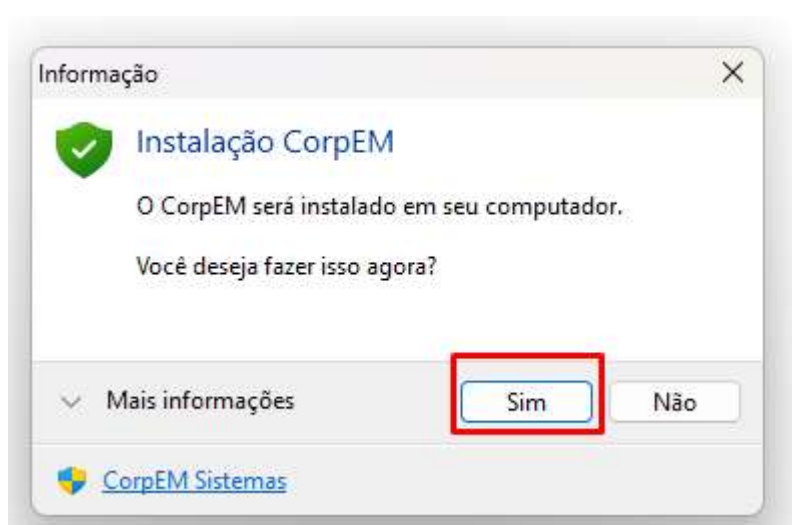 Informação
Instalação CorpEM
O CorpEM será instalado em seu computador.
Você deseja fazer isso agora?
Mais informações
Sim
Não
CorpEM Sistemas